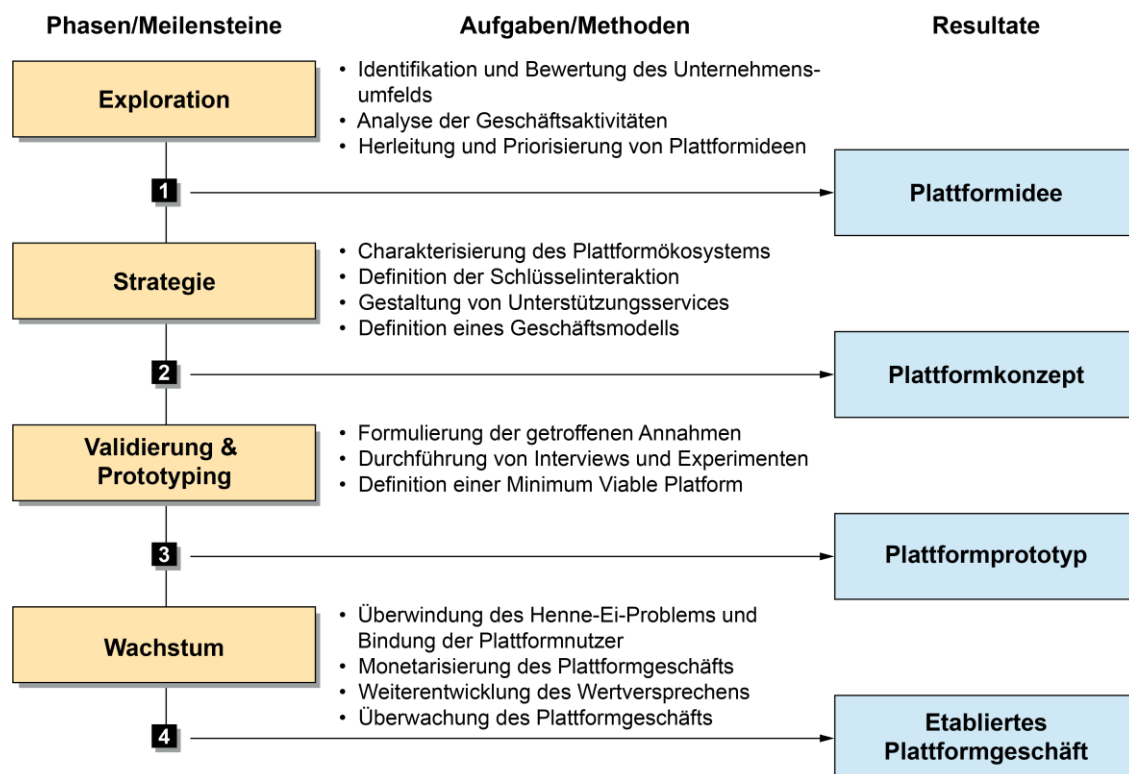 Phasen/Meilensteine
Aufgaben/Methoden
Resultate
Exploration
• Identifikation und Bewertung des Unternehmens-
umfelds
• Analyse der Geschäftsaktivitäten
• Herleitung und Priorisierung von Plattformideen
1
Plattformidee
Strategie
• Charakterisierung des Plattformökosystems
• Definition der Schlüsselinteraktion
• Gestaltung von Unterstützungsservices
• Definition eines Geschäftsmodells
2
Plattformkonzept
Validierung &
Prototyping
• Formulierung der getroffenen Annahmen
• Durchführung von Interviews und Experimenten
• Definition einer Minimum Viable Platform
3
Plattformprototyp
Wachstum
• Überwindung des Henne-Ei-Problems und
Bindung der Plattformnutzer
• Monetarisierung des Plattformgeschäfts
• Weiterentwicklung des Wertversprechens
• Überwachung des Plattformgeschäfts
4
Etabliertes
Plattformgeschäft